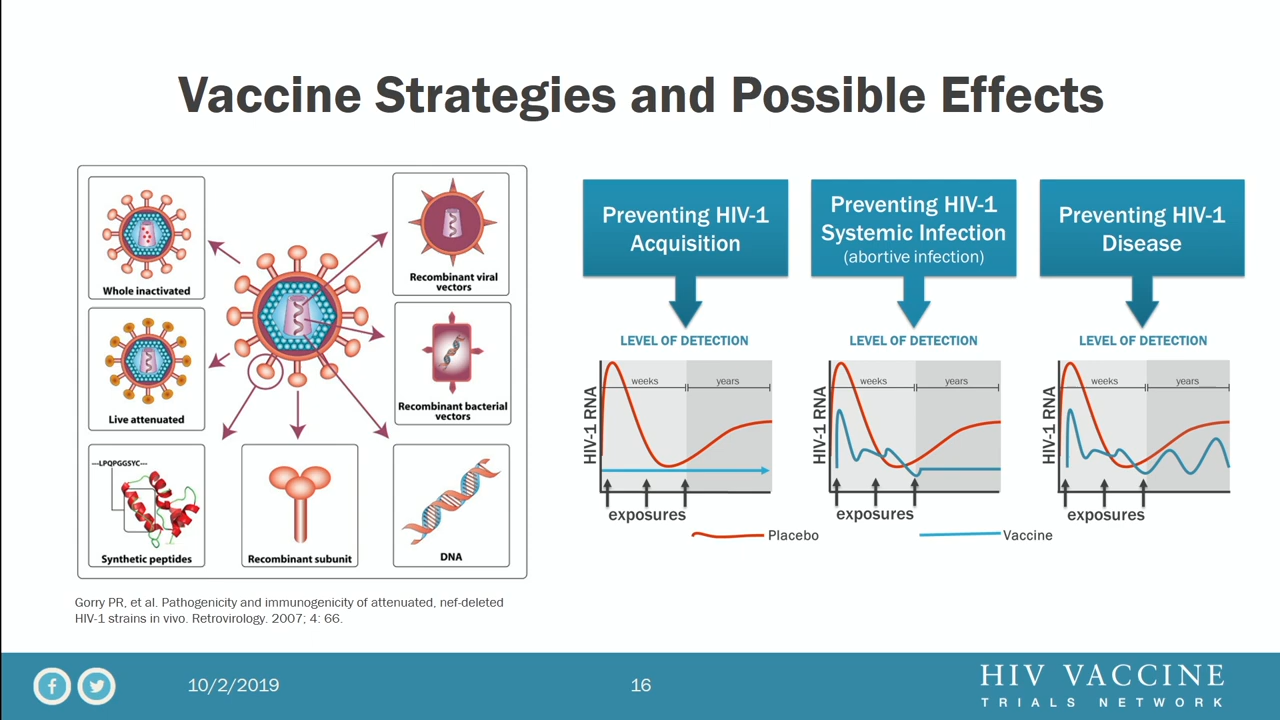 Vaccine Strategies and Possible Effects
Whole inactivated
Live attenuated
---LPQPGGSYC---
Synthetic peptides
Recombinant subunit
DNA
Recombinant viral
vectors
Recombinant bacterial
vectors
Gorry PR, et al. Pathogenicity and immunogenicity of attenuated, nef-deleted
HIV-1 strains in vivo. Retrovirology. 2007; 4: 66.
Preventing HIV-1
Acquisition
LEVEL OF DETECTION
HIV-1 RNA
weeks
years
exposures
Preventing HIV-1
Systemic Infection
(abortive infection)
LEVEL OF DETECTION
HIV-1 RNA
weeks
years
exposures
Preventing HIV-1
Disease
LEVEL OF DETECTION
HIV-1 RNA
weeks
years
exposures
Placebo
Vaccine
f
10/2/2019
16
HIV VACCINE
TRIALS NETWORK